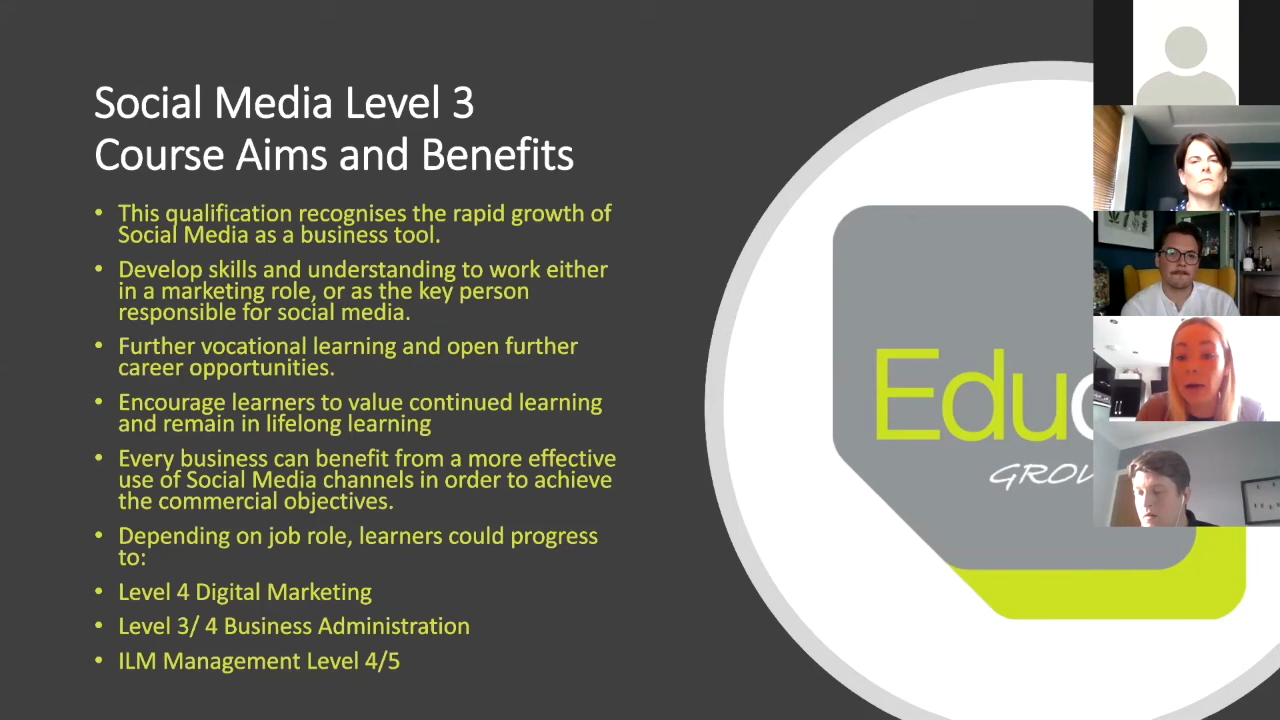 Social Media Level 3
Course Aims and Benefits
• This qualification recognises the rapid growth of
Social Media as a business tool.
• Develop skills and understanding to work either
in a marketing role, or as the key person
responsible for social media.
• Further vocational learning and open further
career opportunities.
• Encourage learners to value continued learning
and remain in lifelong learning
• Every business can benefit from a more effective
use of Social Media channels in order to achieve
the commercial objectives.
• Depending on job role, learners could progress
to:
• Level 4 Digital Marketing
• Level 3/ 4 Business Administration
• ILM Management Level 4/5
Edu